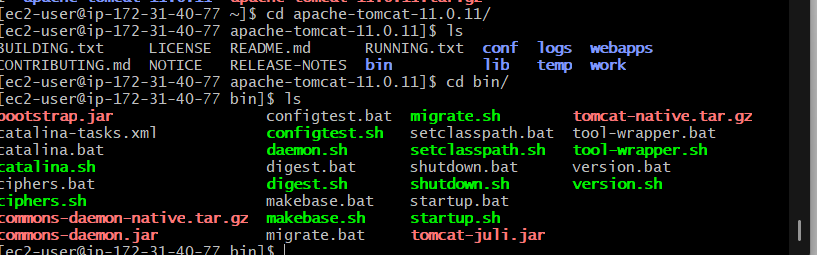 [ec2-user@ip-172-31-40-77 ~]$ cd apache-tomcat-11.0.11/
[ec2-user@ip-172-31-40-77 apache-tomcat-11.0.11]$ ls
BUILDING.txt LICENSE README.md RUNNING.txt conf logs webapps
CONTRIBUTING.md NOTICE RELEASE-NOTES bin lib temp work
[ec2-user@ip-172-31-40-77 apache-tomcat-11.0.11]$ cd bin/
[ec2-user@ip-172-31-40-77 bin]$ ls
bootstrap.jar configtest.bat migrate.sh tomcat-native.tar.gz
catalina-tasks.xml configtest.sh setclasspath.bat tool-wrapper.bat
catalina.bat daemon.sh setclasspath.sh tool-wrapper.sh
catalina.sh digest.bat shutdown.bat version.bat
ciphers.bat digest.sh shutdown.sh version.sh
ciphers.sh makebase.bat startup.bat
commons-daemon-native.tar.gz makebase.sh startup.sh
commons-daemon.jar migrate.bat tomcat-juli.jar
[ec2-user@ip-172-31-40-77 bin]$